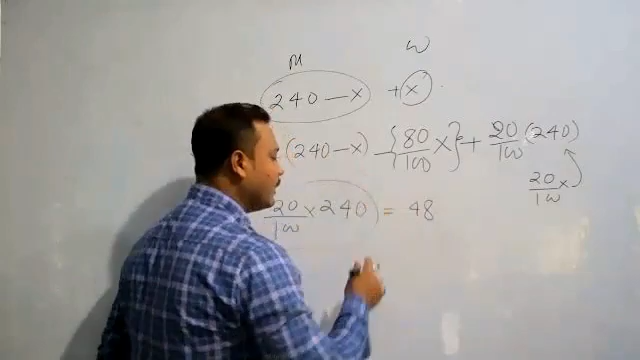 M W
240 - x + x
(240 - x) - {80/100 x} + 20/100 (240)
20/100 x
20/100 x 240 = 48